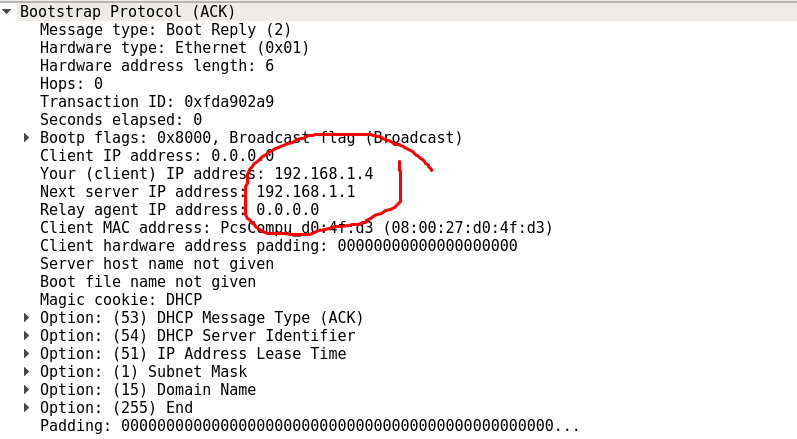 Bootstrap Protocol (ACK)
Message type: Boot Reply (2)
Hardware type: Ethernet (0x01)
Hardware address length: 6
Hops: 0
Transaction ID: 0xfda902a9
Seconds elapsed: 0
Bootp flags: 0x8000, Broadcast flag (Broadcast)
Client IP address: 0.0.0.0
Your (client) IP address: 192.168.1.4
Next server IP address: 192.168.1.1
Relay agent IP address: 0.0.0.0
Client MAC address: PcsCompu_d0:4f:d3 (08:00:27:d0:4f:d3)
Client hardware address padding: 00000000000000000000
Server host name not given
Boot file name not given
Magic cookie: DHCP
Option: (53) DHCP Message Type (ACK)
Option: (54) DHCP Server Identifier
Option: (51) IP Address Lease Time
Option: (1) Subnet Mask
Option: (15) Domain Name
Option: (255) End
Padding: 000000000000000000000000000000000000000000000000...